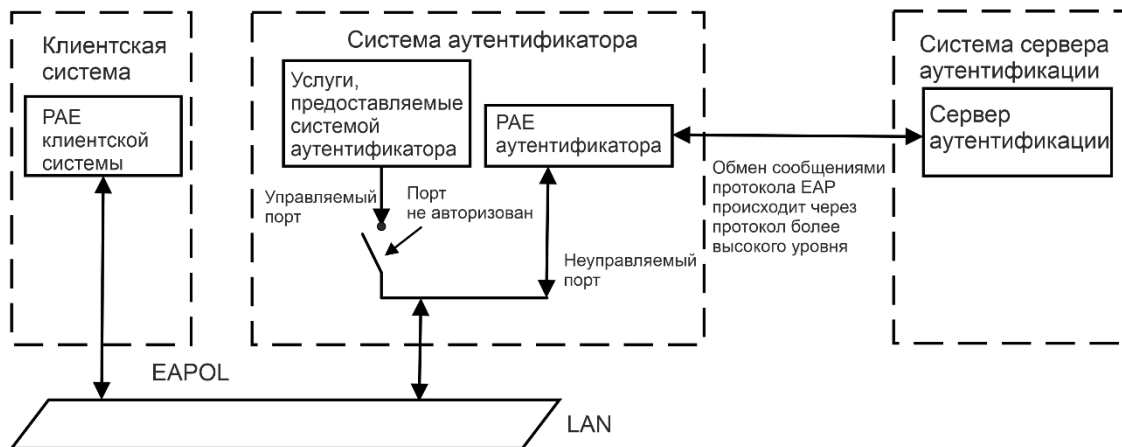 Клиентская
система
PAE
клиентской
системы
Система аутентификатора
Услуги,
предоставляемые
системой
аутентификатора
PAE
аутентификатора
Управляемый
порт
Порт
не авторизован
Неуправляемый
порт
Обмен сообщениями
протокола EAP
происходит через
протокол более
высокого уровня
Система сервера
аутентификации
Сервер
аутентификации
EAPOL
LAN